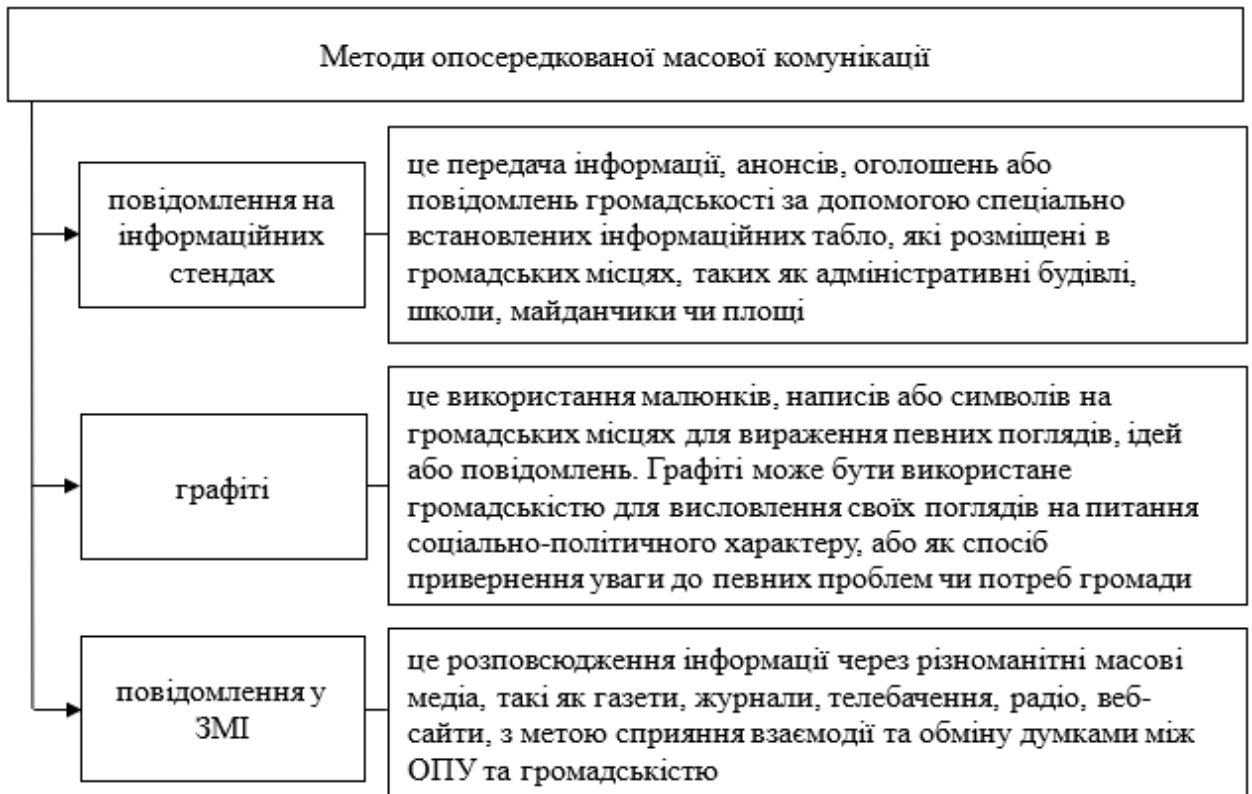 Методи опосередкованої масової комунікації
повідомлення на
інформаційних
стендах
це передача інформації, анонсів, оголошень або
повідомлень громадськості за допомогою спеціально
встановлених інформаційних табло, які розміщені в
громадських місцях, таких як адміністративні будівлі,
школи, майданчики чи площі
графіті
це використання малюнків, написів або символів на
громадських місцях для вираження певних поглядів, ідей
або повідомлень. Графіті може бути використане
громадськістю для висловлення своїх поглядів на питання
соціально-політичного характеру, або як спосіб
привернення уваги до певних проблем чи потреб громади
повідомлення у
ЗМІ
це розповсюдження інформації через різноманітні масові
медіа, такі як газети, журнали, телебачення, радіо, веб-
сайти, з метою сприяння взаємодії та обміну думками між
ОПУ та громадськістю